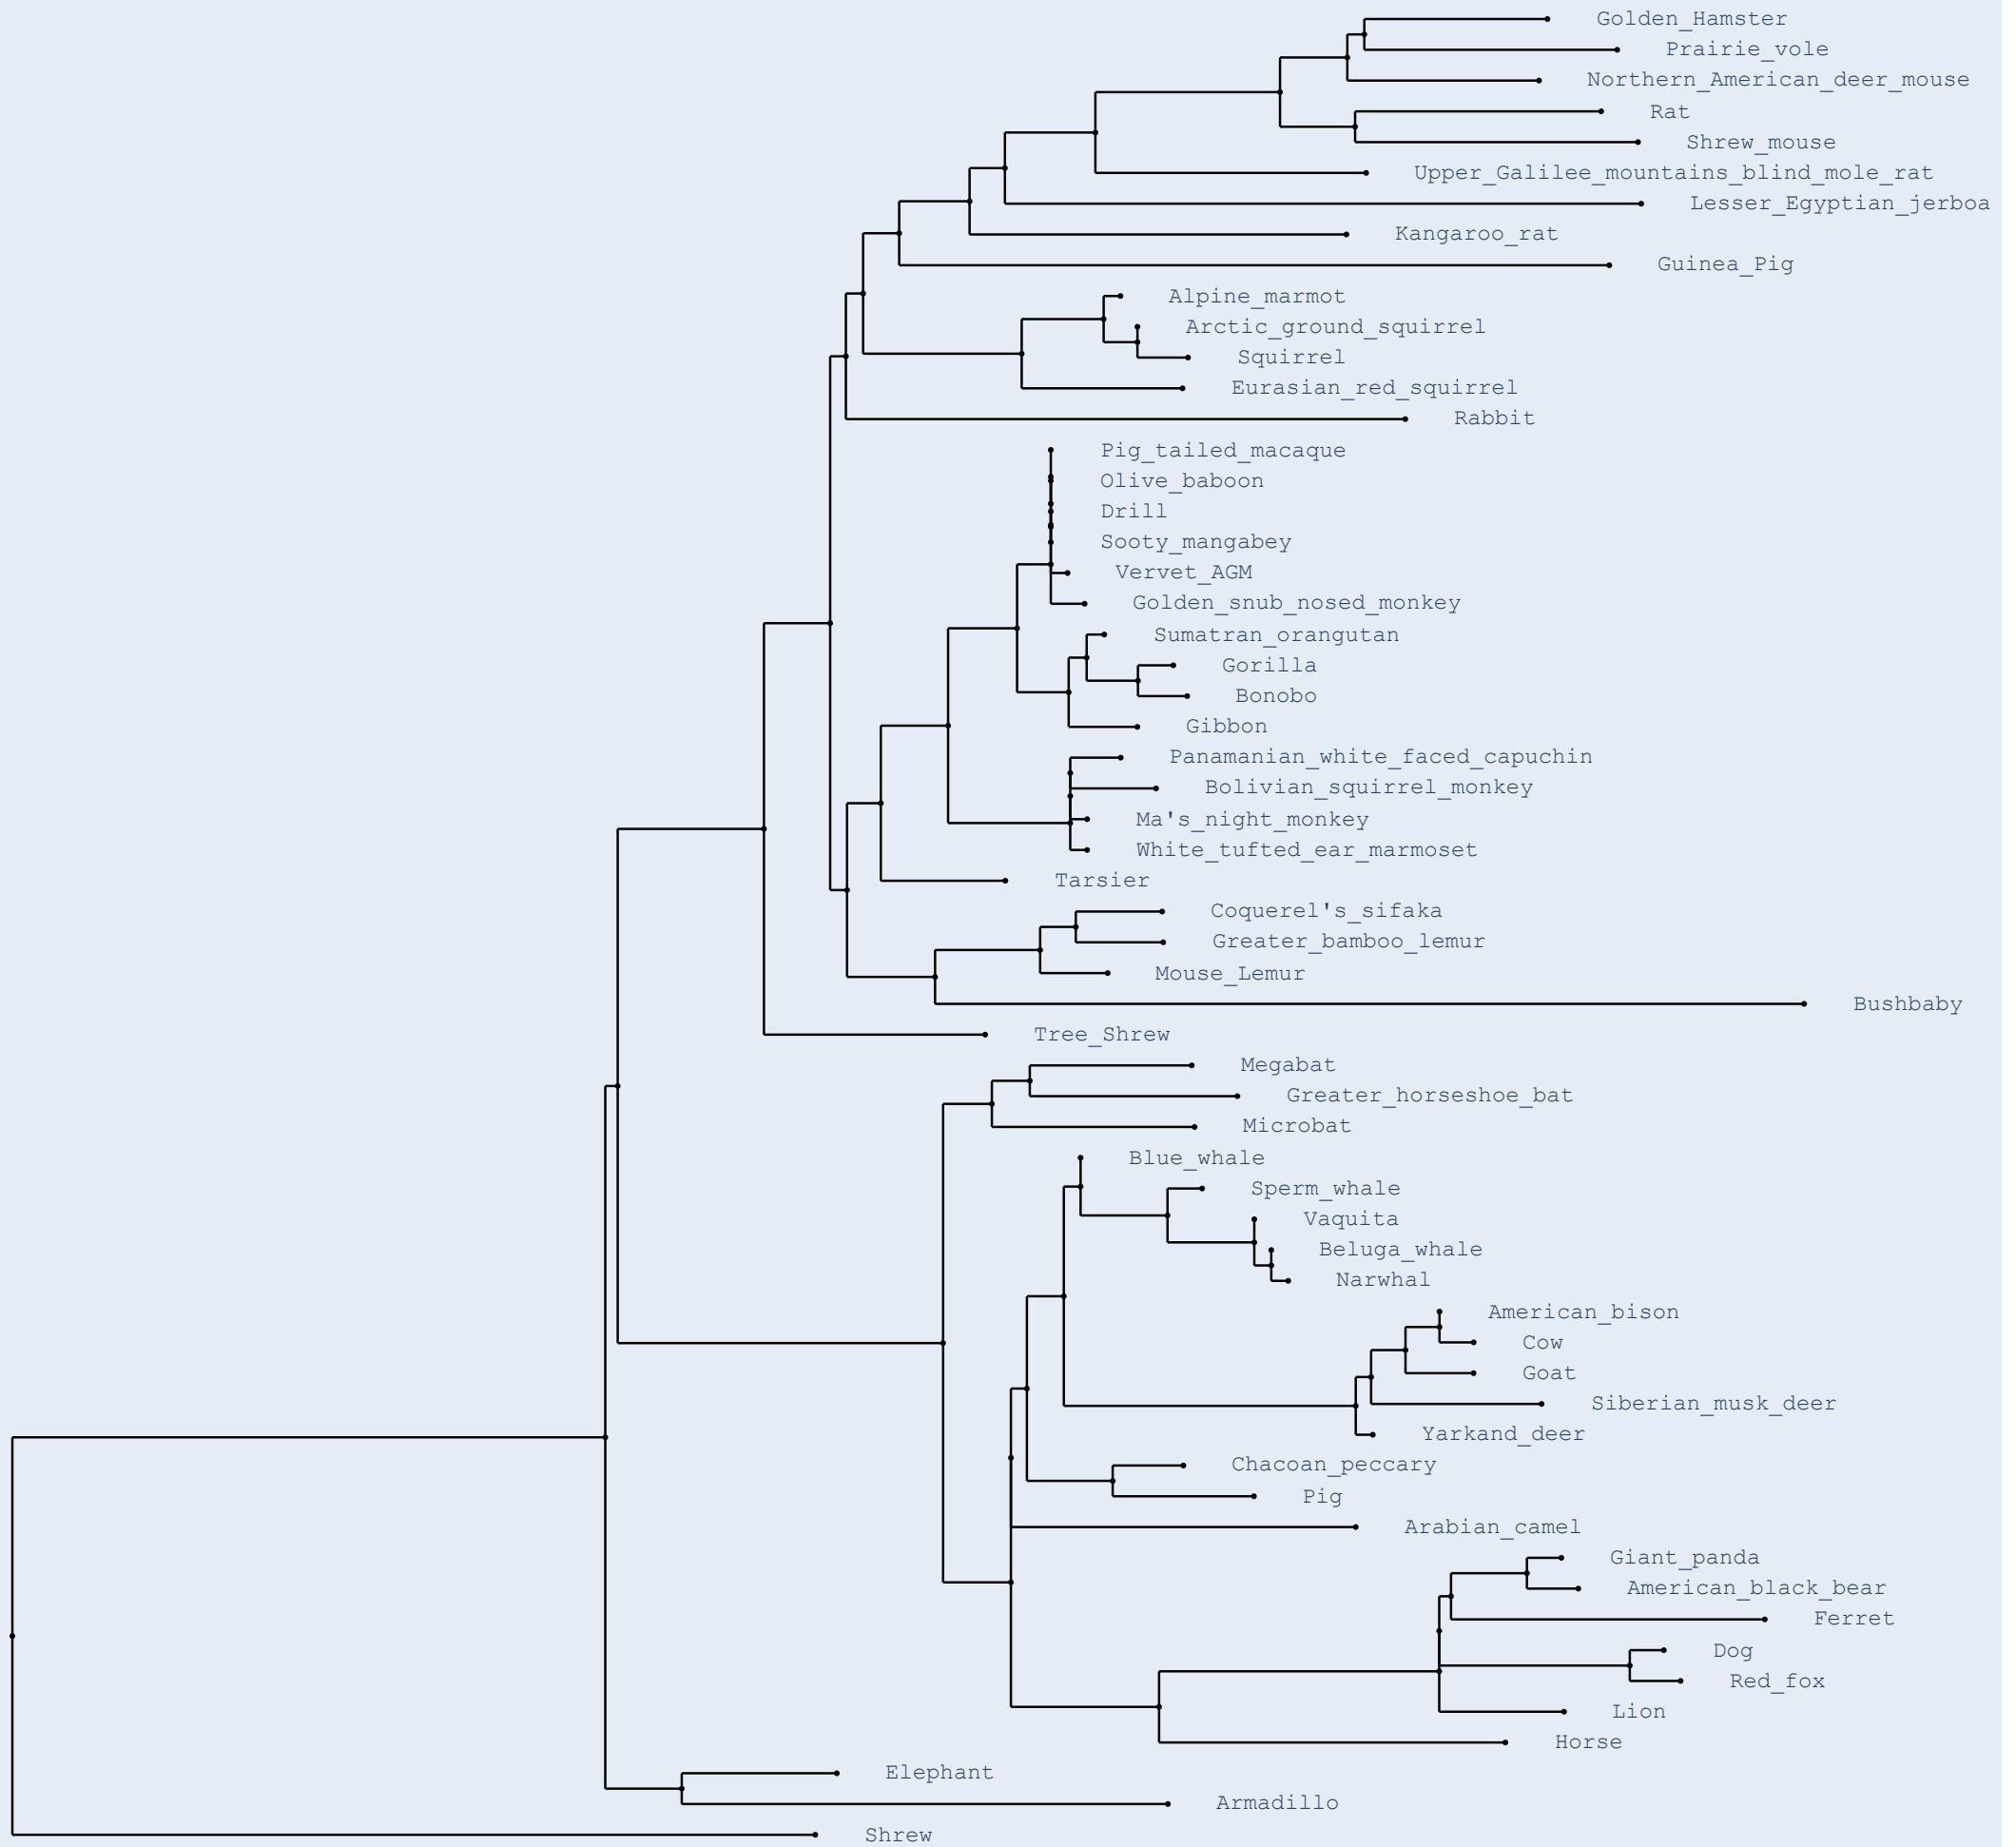 Golden_Hamster
Prairie_vole
Northern_American_deer_mouse
Rat
Shrew_mouse
Upper_Galilee_mountains_blind_mole_rat
Lesser_Egyptian_jerboa
Kangaroo_rat
Guinea_Pig
Alpine_marmot
Arctic_ground_squirrel
Squirrel
Eurasian_red_squirrel
Rabbit
Pig_tailed_macaque
Olive_baboon
Drill
Sooty_mangabey
Vervet_AGM
Golden_snub_nosed_monkey
Sumatran_orangutan
Gorilla
Bonobo
Gibbon
Panamanian_white_faced_capuchin
Bolivian_squirrel_monkey
Ma's_night_monkey
White_tufted_ear_marmoset
Tarsier
Coquerel's_sifaka
Greater_bamboo_lemur
Mouse_Lemur
Bushbaby
Tree_Shrew
Megabat
Greater_horseshoe_bat
Microbat
Blue_whale
Sperm_whale
Vaquita
Beluga_whale
Narwhal
American_bison
Cow
Goat
Siberian_musk_deer
Yarkand_deer
Chacoan_peccary
Pig
Arabian_camel
Giant_panda
American_black_bear
Ferret
Dog
Red_fox
Lion
Horse
Elephant
Armadillo
Shrew